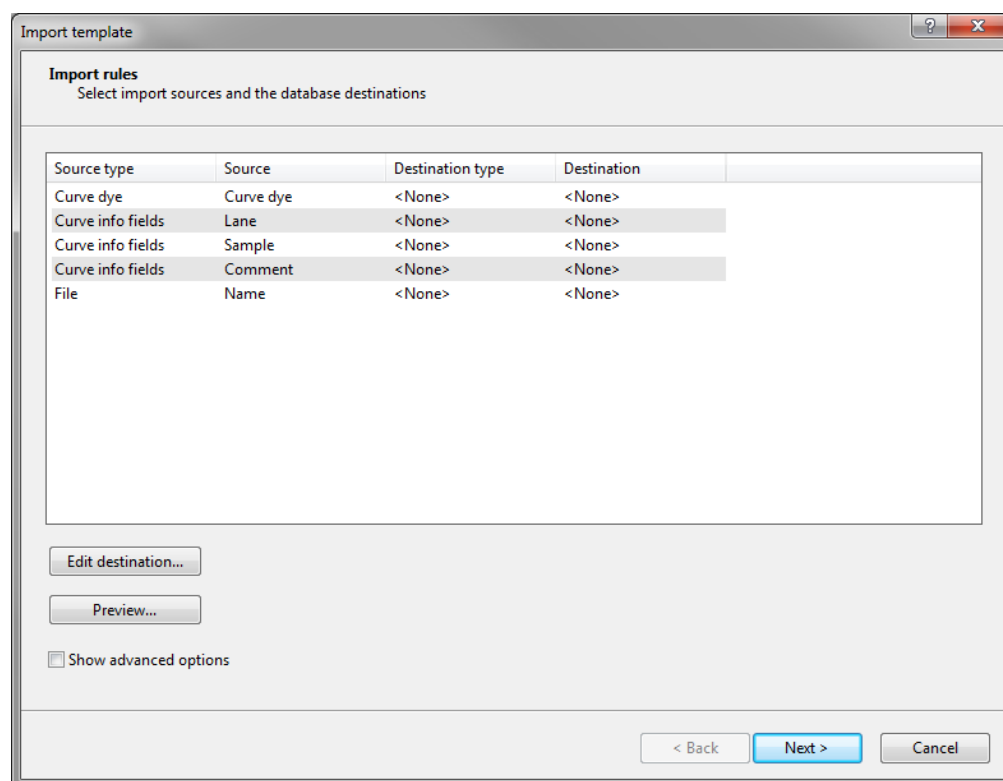 Import template
?
Import rules
Select import sources and the database destinations
Source type Source Destination type Destination
Curve dye Curve dye <None> <None>
Curve info fields Lane <None> <None>
Curve info fields Sample <None> <None>
Curve info fields Comment <None> <None>
File Name <None> <None>
Edit destination...
Preview...
Show advanced options
< Back Next > Cancel